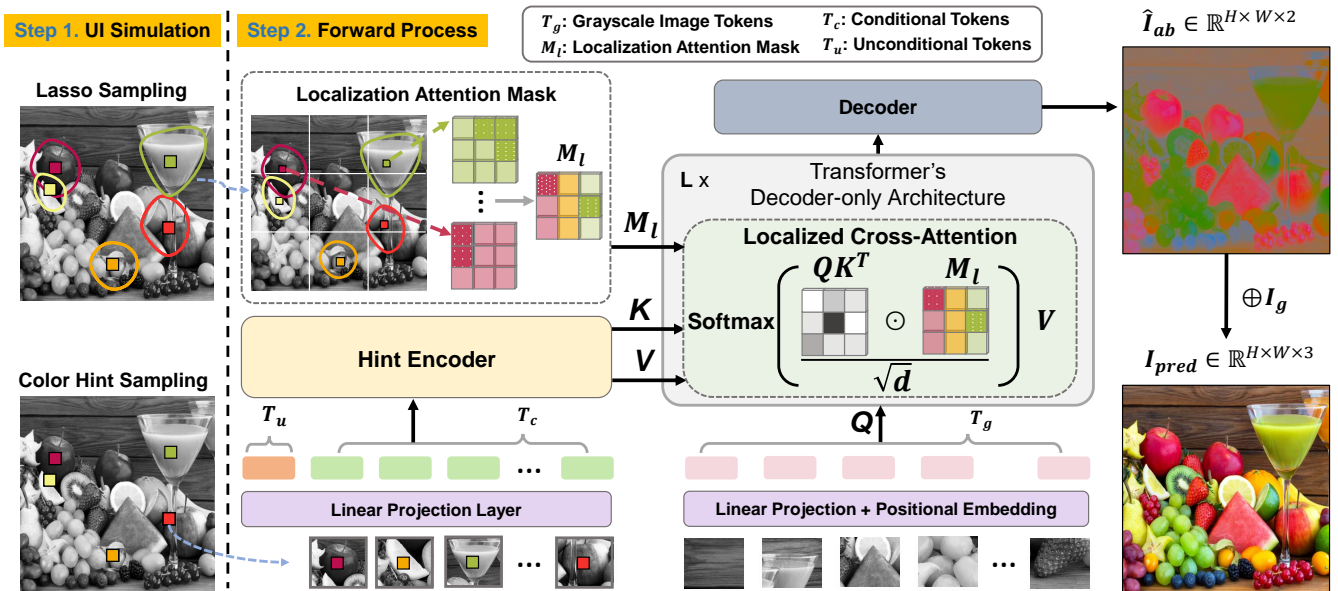 Step 1. UI Simulation
Step 2. Forward Process
T_g: Grayscale Image Tokens
T_c: Conditional Tokens
M_l: Localization Attention Mask
T_u: Unconditional Tokens
Î_ab ∈ ℝ^{H×W×2}
Lasso Sampling
Localization Attention Mask
M_l
Decoder
L x
Transformer's
Decoder-only Architecture
M_l
Localized Cross-Attention
QK^T
M_l
Softmax
⊙
V
√d
⊕I_g
K
Hint Encoder
V
I_pred ∈ ℝ^{H×W×3}
Color Hint Sampling
T_u
T_c
Q
T_g
...
...
Linear Projection Layer
Linear Projection + Positional Embedding
...
...